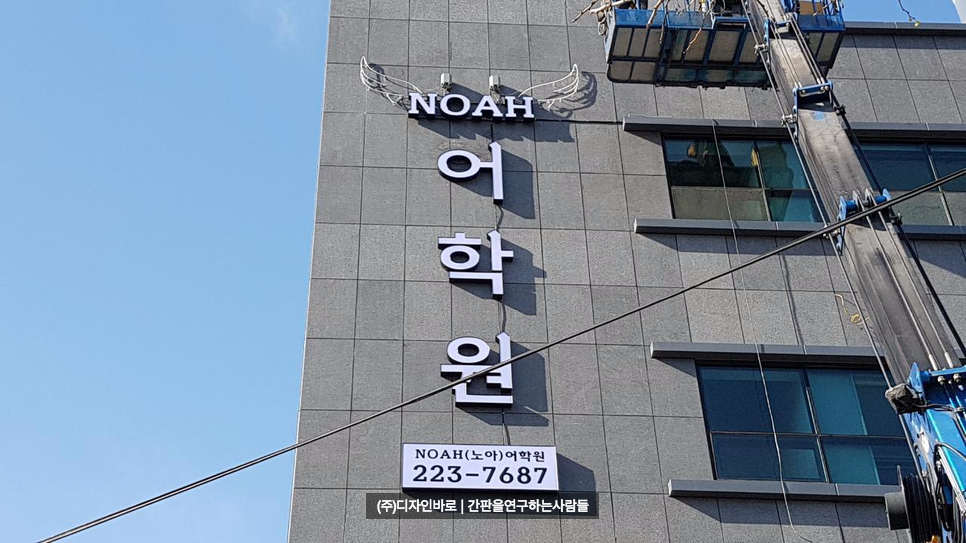 NOAH
어
학
원
NOAH(노아)어학원
223-7687
(주)디자인바로 | 간판을연구하는사람들